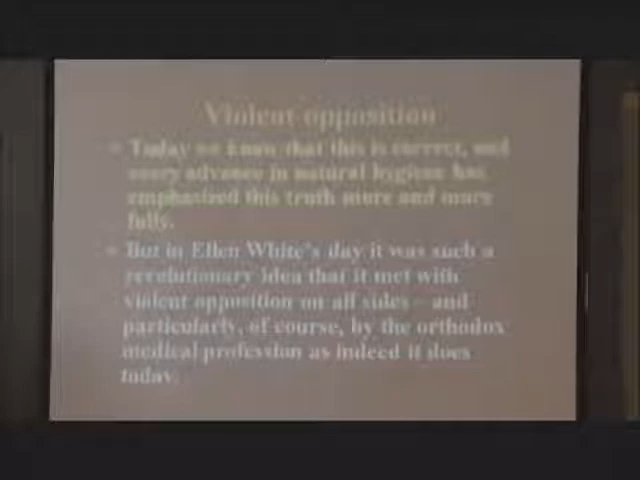 Violent opposition
Today we know that this is correct, and
every advance in natural hygiene has
emphasized this truth more and more
fully.
But in Ellen White's day it was such a
revolutionary idea that it met with
violent opposition on all sides – and
particularly, of course, by the orthodox
medical profession as indeed it does
today.